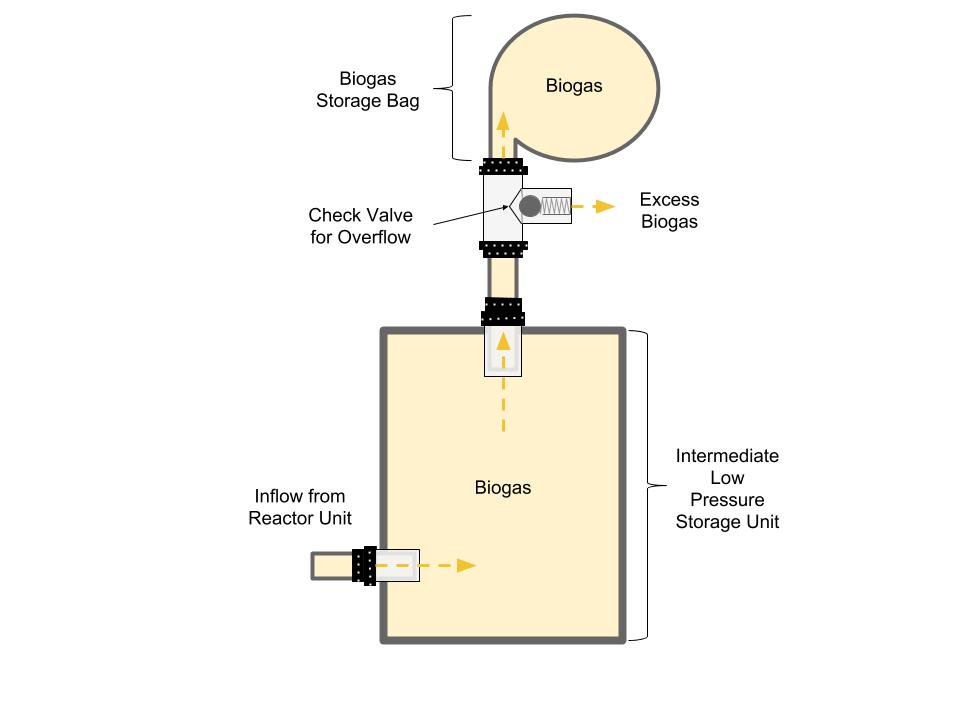 Biogas
Storage Bag
Biogas
Check Valve
for Overflow
Excess
Biogas
Inflow from
Reactor Unit
Biogas
Intermediate
Low
Pressure
Storage Unit